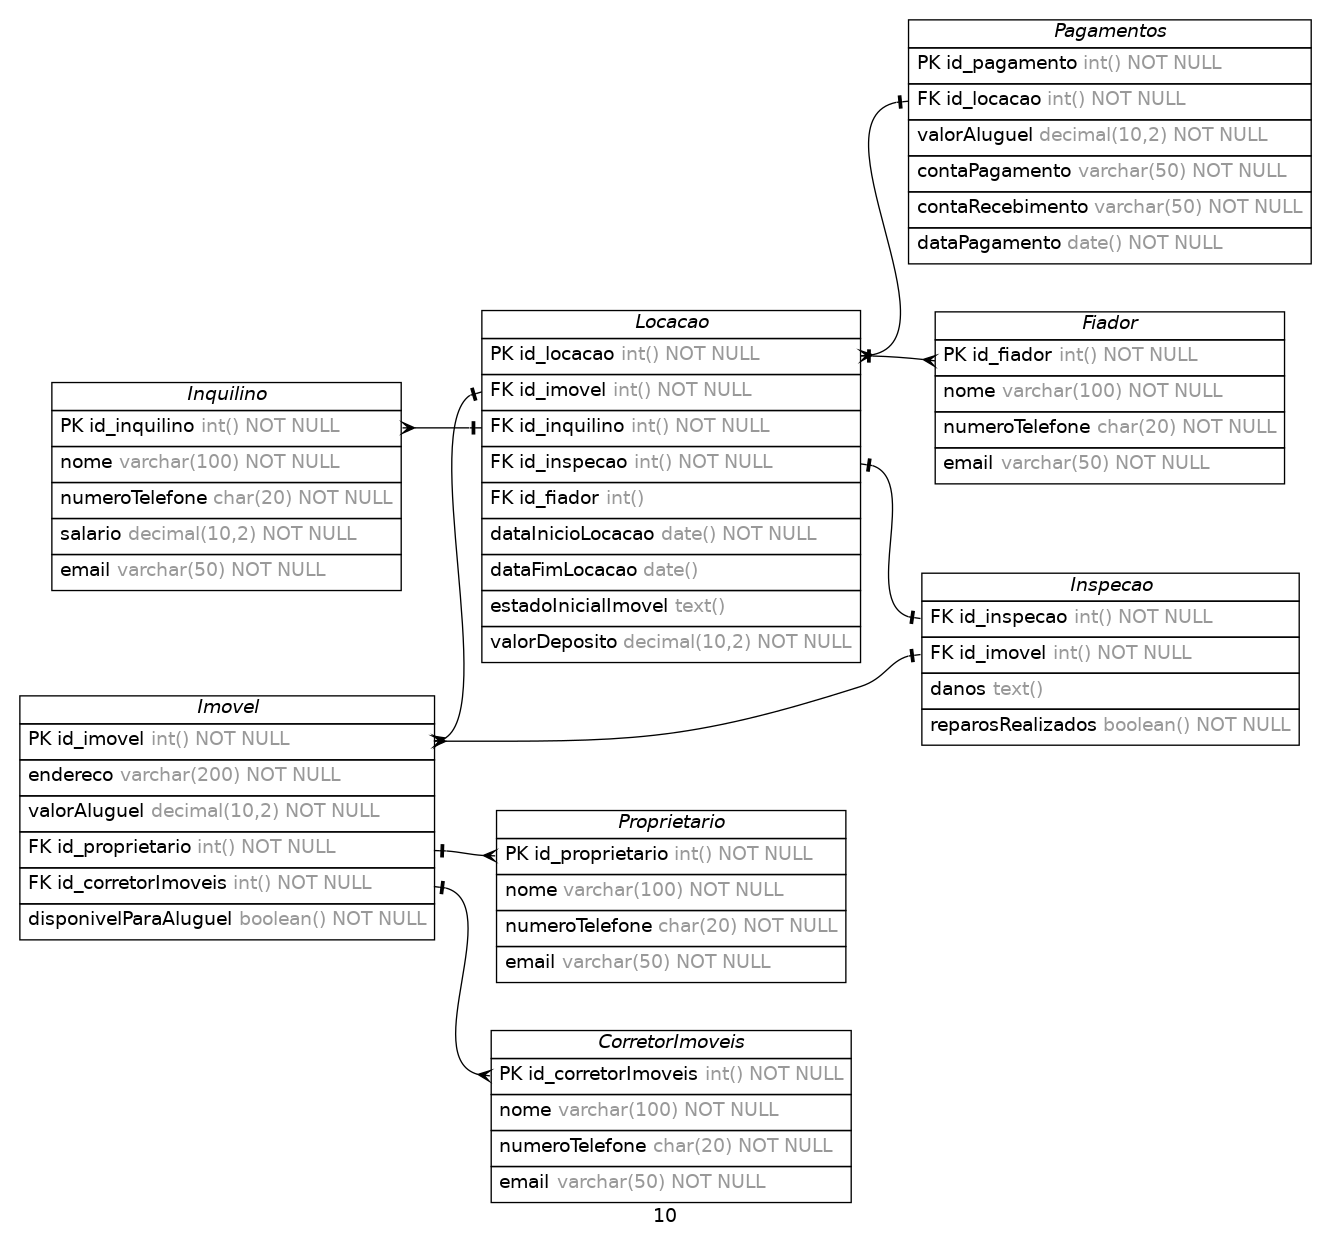 Pagamentos
PK id_pagamento int() NOT NULL
FK id_locacao int() NOT NULL
valorAluguel decimal(10,2) NOT NULL
contaPagamento varchar(50) NOT NULL
contaRecebimento varchar(50) NOT NULL
dataPagamento date() NOT NULL
Locacao
PK id_locacao int() NOT NULL
FK id_imovel int() NOT NULL
FK id_inquilino int() NOT NULL
FK id_inspecao int() NOT NULL
FK id_fiador int()
dataInicioLocacao date() NOT NULL
dataFimLocacao date()
estadoInicialImovel text()
valorDeposito decimal(10,2) NOT NULL
Fiador
PK id_fiador int() NOT NULL
nome varchar(100) NOT NULL
numeroTelefone char(20) NOT NULL
email varchar(50) NOT NULL
Inquilino
PK id_inquilino int() NOT NULL
nome varchar(100) NOT NULL
numeroTelefone char(20) NOT NULL
salario decimal(10,2) NOT NULL
email varchar(50) NOT NULL
Inspecao
FK id_inspecao int() NOT NULL
FK id_imovel int() NOT NULL
danos text()
reparosRealizados boolean() NOT NULL
Imovel
PK id_imovel int() NOT NULL
endereco varchar(200) NOT NULL
valorAluguel decimal(10,2) NOT NULL
FK id_proprietario int() NOT NULL
FK id_corretorImoveis int() NOT NULL
disponivelParaAluguel boolean() NOT NULL
Proprietario
PK id_proprietario int() NOT NULL
nome varchar(100) NOT NULL
numeroTelefone char(20) NOT NULL
email varchar(50) NOT NULL
CorretorImoveis
PK id_corretorImoveis int() NOT NULL
nome varchar(100) NOT NULL
numeroTelefone char(20) NOT NULL
email varchar(50) NOT NULL
10